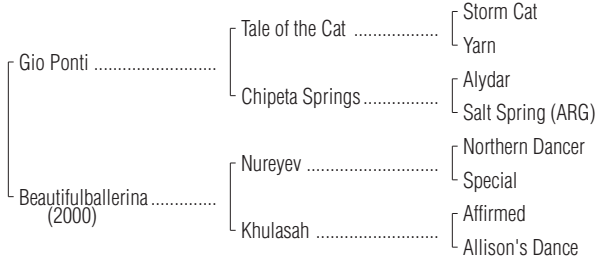 Storm Cat
Tale of the Cat ..................
Yarn
Gio Ponti ..........................
Alydar
Chipeta Springs................
Salt Spring (ARG)
Northern Dancer
Nureyev ............................
Special
Beautifulballerina..............
(2000)
Affirmed
Khulasah ..........................
Allison's Dance